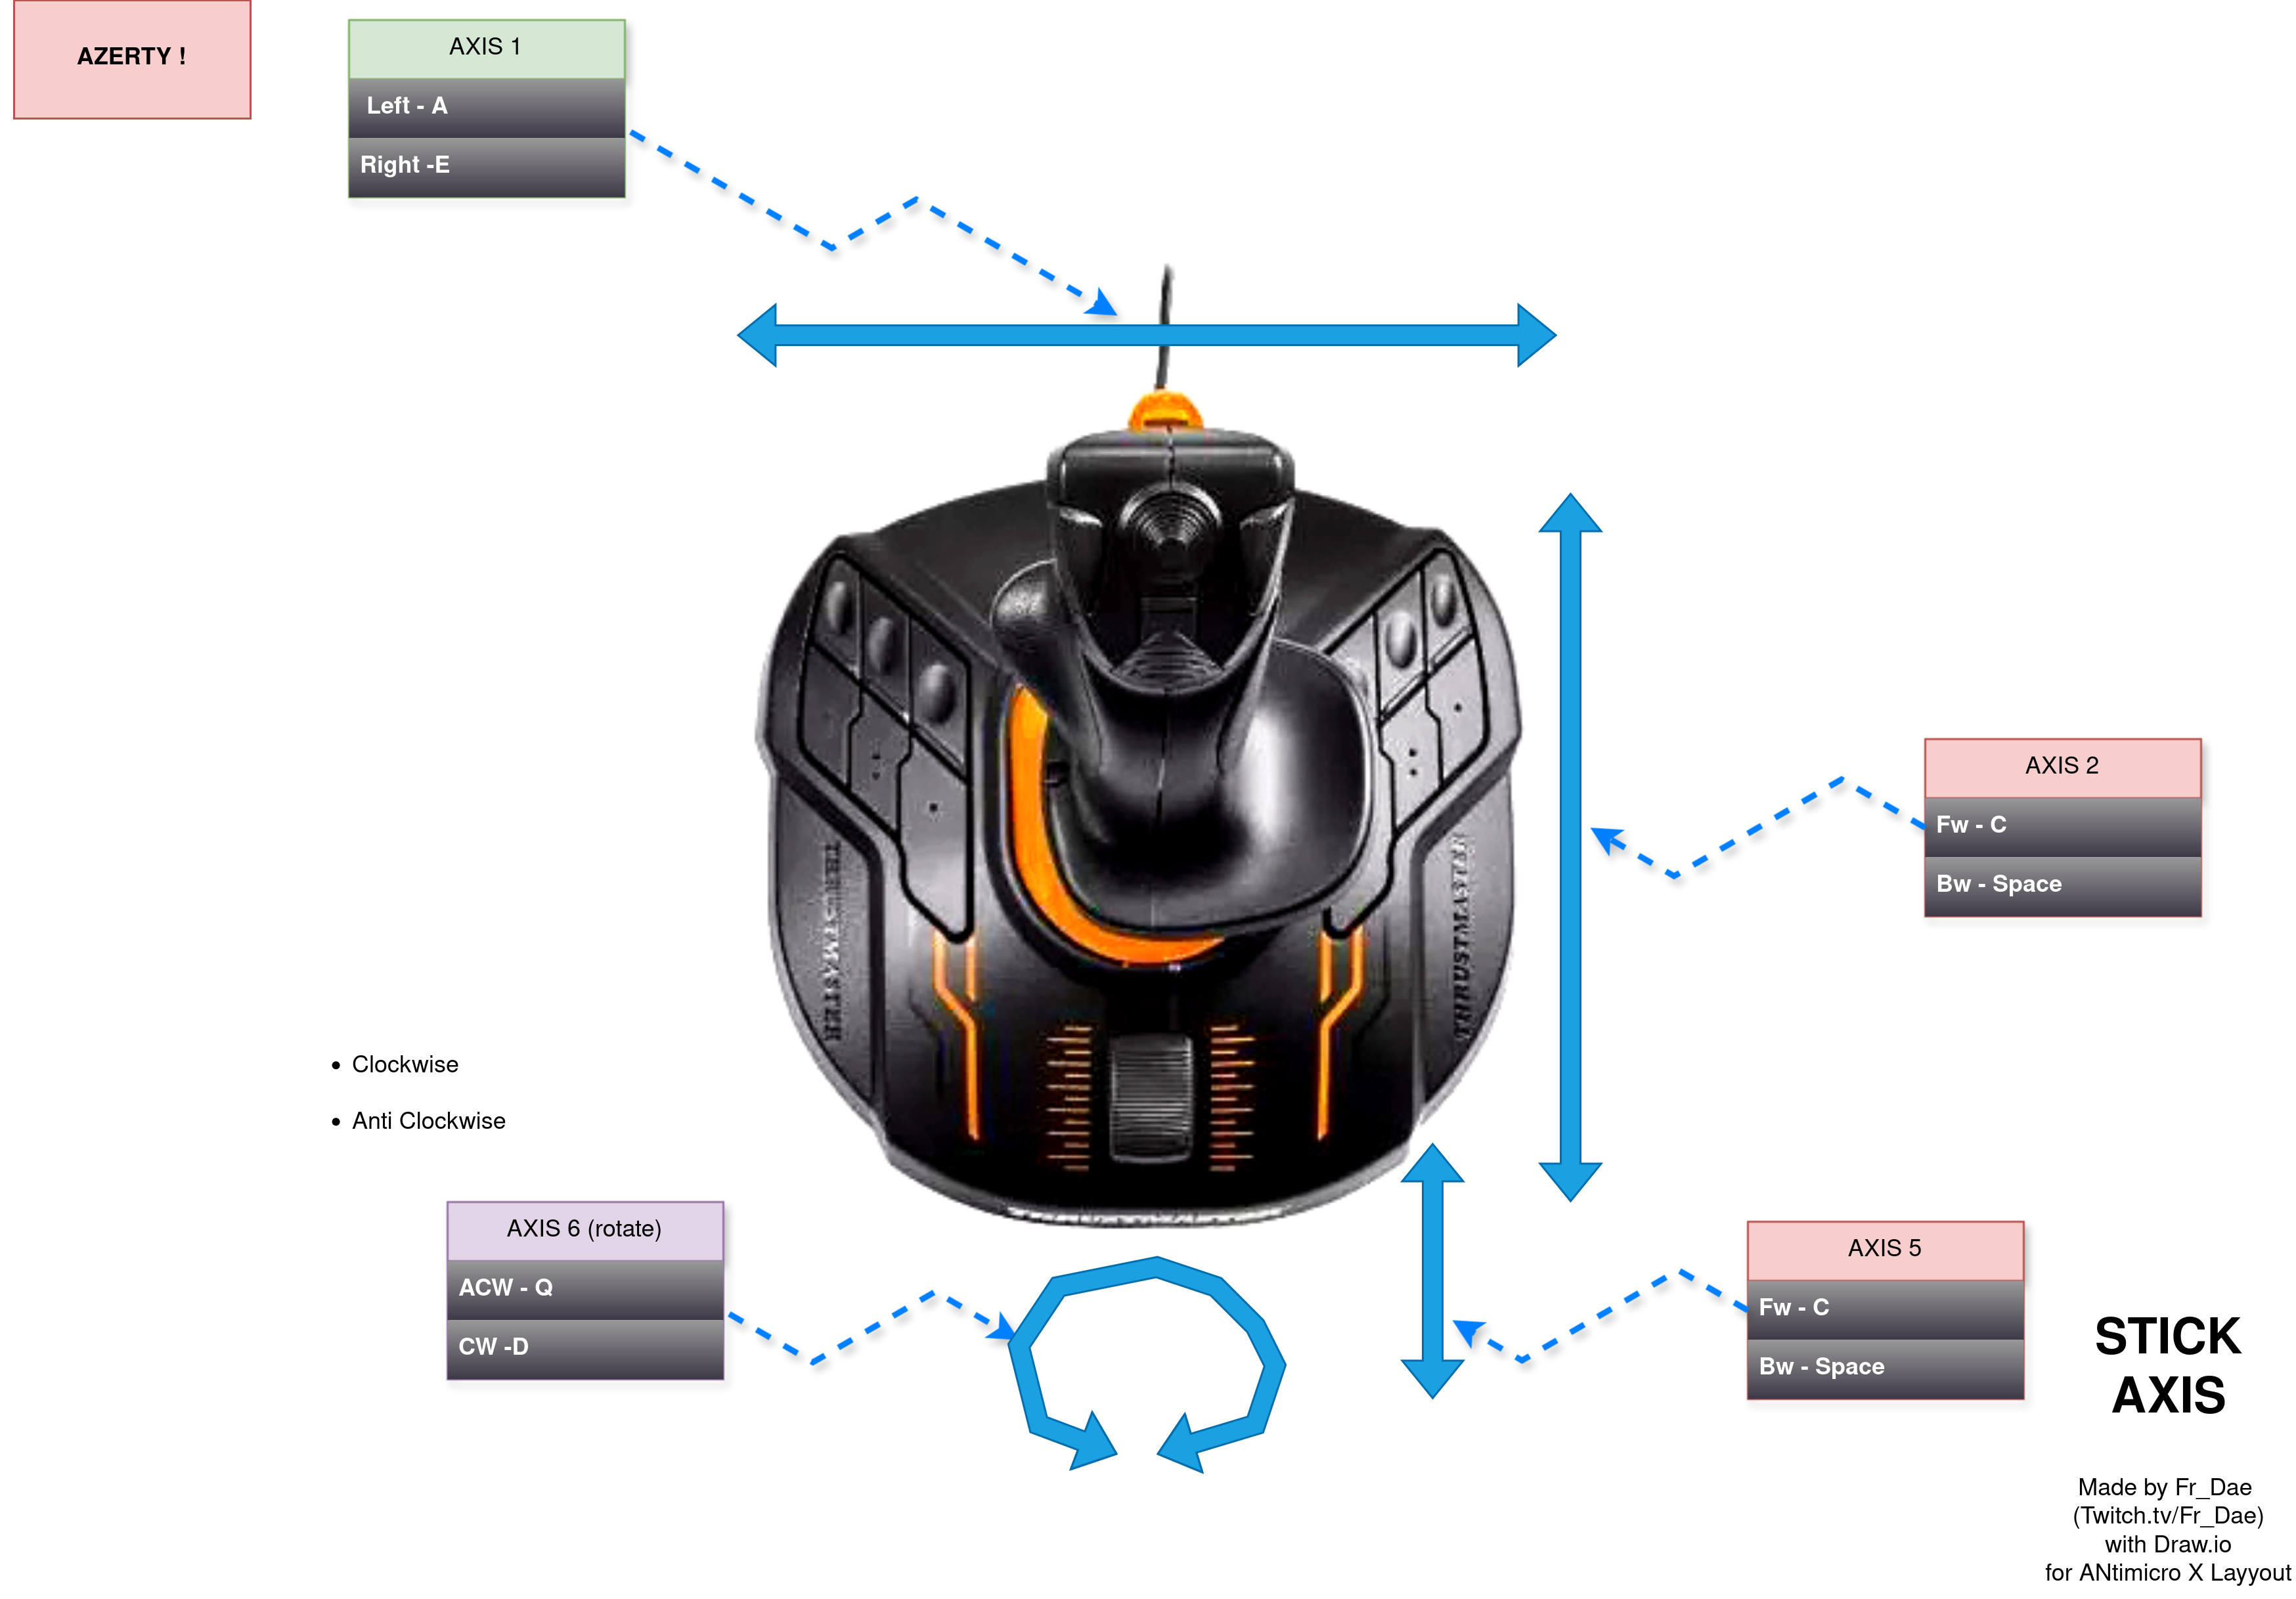 AZERTY !
AXIS 1
Left - A
Right -E
THRUSTMASTER
THRUSTMASTER
AXIS 2
Fw - C
Bw - Space
Clockwise
Anti Clockwise
AXIS 6 (rotate)
ACW - Q
CW -D
AXIS 5
Fw - C
Bw - Space
STICK
AXIS
Made by Fr_Dae
(Twitch.tv/Fr_Dae)
with Draw.io
for ANtimicro X Layyout